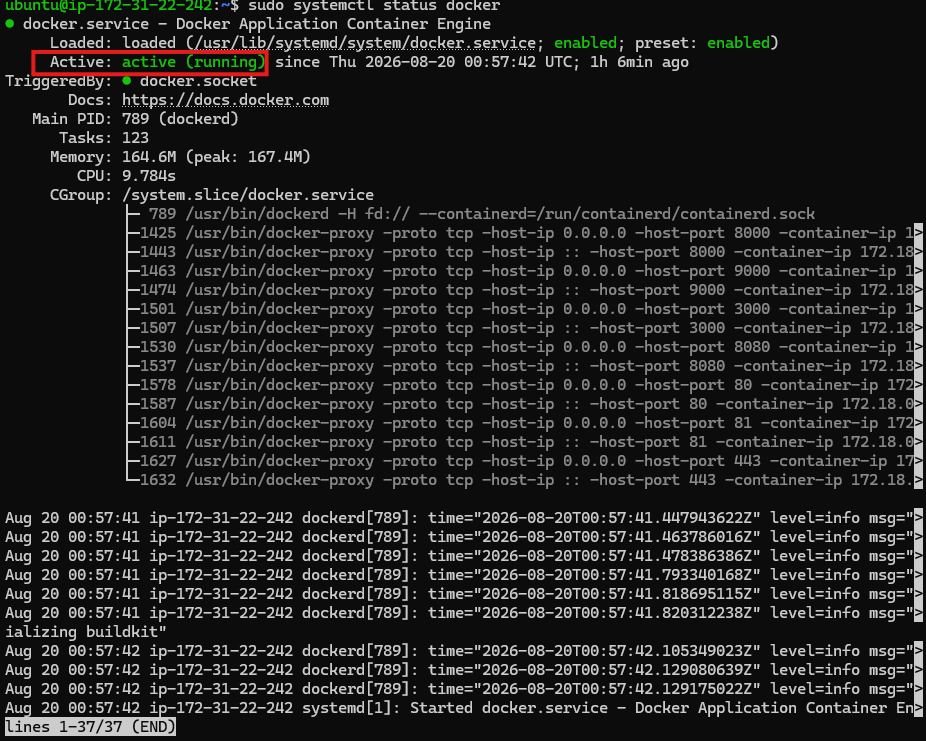 ubuntu@ip-172-31-22-242:~$ sudo systemctl status docker
● docker.service - Docker Application Container Engine
Loaded: loaded (/usr/lib/systemd/system/docker.service; enabled; preset: enabled)
Active: active (running) since Thu 2026-08-20 00:57:42 UTC; 1h 6min ago
TriggeredBy: ● docker.socket
Docs: https://docs.docker.com
Main PID: 789 (dockerd)
Tasks: 123
Memory: 164.6M (peak: 167.4M)
CPU: 9.784s
CGroup: /system.slice/docker.service
├─ 789 /usr/bin/dockerd -H fd:// --containerd=/run/containerd/containerd.sock
├─1425 /usr/bin/docker-proxy -proto tcp -host-ip 0.0.0.0 -host-port 8000 -container-ip 1>
├─1443 /usr/bin/docker-proxy -proto tcp -host-ip :: -host-port 8000 -container-ip 172.18>
├─1463 /usr/bin/docker-proxy -proto tcp -host-ip 0.0.0.0 -host-port 9000 -container-ip 1>
├─1474 /usr/bin/docker-proxy -proto tcp -host-ip :: -host-port 9000 -container-ip 172.18>
├─1501 /usr/bin/docker-proxy -proto tcp -host-ip 0.0.0.0 -host-port 3000 -container-ip 1>
├─1507 /usr/bin/docker-proxy -proto tcp -host-ip :: -host-port 3000 -container-ip 172.18>
├─1530 /usr/bin/docker-proxy -proto tcp -host-ip 0.0.0.0 -host-port 8080 -container-ip 1>
├─1537 /usr/bin/docker-proxy -proto tcp -host-ip :: -host-port 8080 -container-ip 172.18>
├─1578 /usr/bin/docker-proxy -proto tcp -host-ip 0.0.0.0 -host-port 80 -container-ip 172>
├─1587 /usr/bin/docker-proxy -proto tcp -host-ip :: -host-port 80 -container-ip 172.18.0>
├─1604 /usr/bin/docker-proxy -proto tcp -host-ip 0.0.0.0 -host-port 81 -container-ip 172>
├─1611 /usr/bin/docker-proxy -proto tcp -host-ip :: -host-port 81 -container-ip 172.18.0>
├─1627 /usr/bin/docker-proxy -proto tcp -host-ip 0.0.0.0 -host-port 443 -container-ip 17>
└─1632 /usr/bin/docker-proxy -proto tcp -host-ip :: -host-port 443 -container-ip 172.18.>
Aug 20 00:57:41 ip-172-31-22-242 dockerd[789]: time="2026-08-20T00:57:41.447943622Z" level=info msg=">
Aug 20 00:57:41 ip-172-31-22-242 dockerd[789]: time="2026-08-20T00:57:41.463786016Z" level=info msg=">
Aug 20 00:57:41 ip-172-31-22-242 dockerd[789]: time="2026-08-20T00:57:41.478386386Z" level=info msg=">
Aug 20 00:57:41 ip-172-31-22-242 dockerd[789]: time="2026-08-20T00:57:41.793340168Z" level=info msg=">
Aug 20 00:57:41 ip-172-31-22-242 dockerd[789]: time="2026-08-20T00:57:41.818695115Z" level=info msg=">
Aug 20 00:57:41 ip-172-31-22-242 dockerd[789]: time="2026-08-20T00:57:41.820312238Z" level=info msg=">
ializing buildkit"
Aug 20 00:57:42 ip-172-31-22-242 dockerd[789]: time="2026-08-20T00:57:42.105349023Z" level=info msg=">
Aug 20 00:57:42 ip-172-31-22-242 dockerd[789]: time="2026-08-20T00:57:42.129080639Z" level=info msg=">
Aug 20 00:57:42 ip-172-31-22-242 dockerd[789]: time="2026-08-20T00:57:42.129175022Z" level=info msg=">
Aug 20 00:57:42 ip-172-31-22-242 systemd[1]: Started docker.service - Docker Application Container En>
lines 1-37/37 (END)